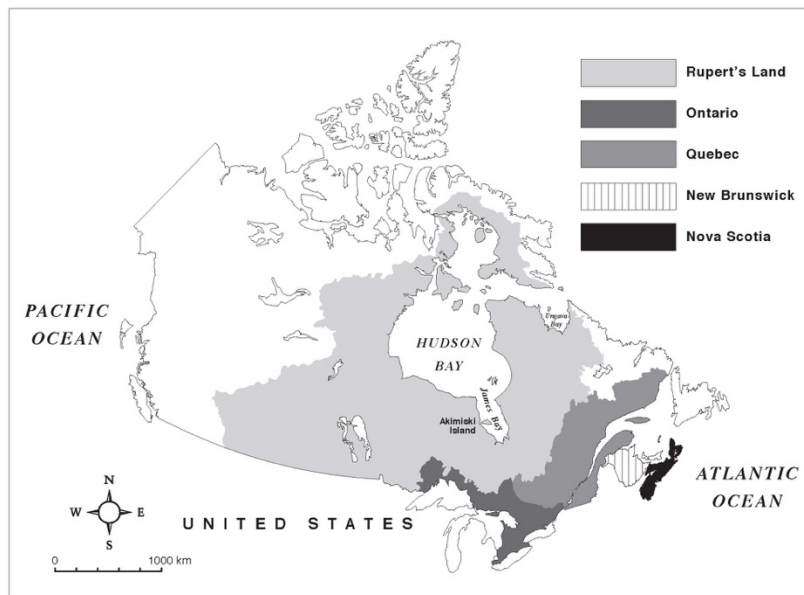 Rupert's Land
Ontario
Quebec
New Brunswick
Nova Scotia
PACIFIC
OCEAN
Ungava
Bay
HUDSON
BAY
James Bay
Akimiski
Island
ATLANTIC
OCEAN
N
W
E
S
UNITED STATES
0
1000 km